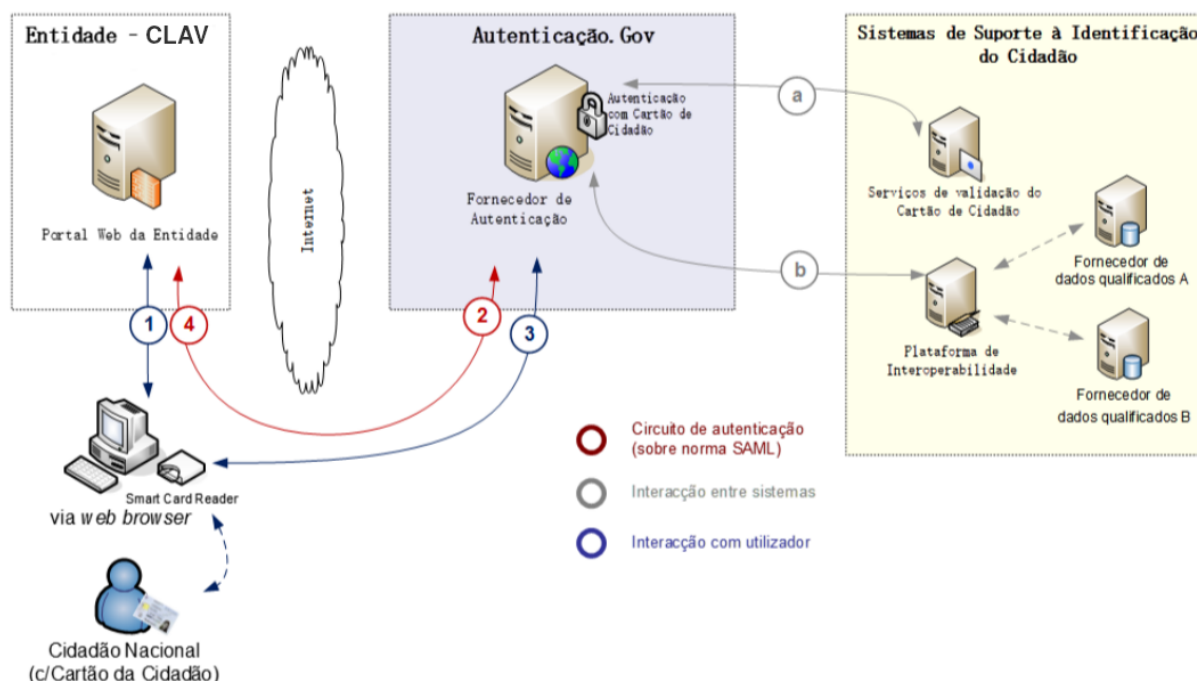 Entidade - CLAV
Portal Web da Entidade
Internet
Autenticação.Gov
Autenticação
com Cartão de
Cidadão
Fornecedor de
Autenticação
Sistemas de Suporte à Identificação
do Cidadão
Serviços de validação do
Cartão de Cidadão
Fornecedor de
dados qualificados A
Plataforma de
Interoperabilidade
Fornecedor de
dados qualificados B
a
b
1
4
2
3
Smart Card Reader
via web browser
Cidadão Nacional
(c/Cartão da Cidadão)
Circuito de autenticação
(sobre norma SAML)
Interacção entre sistemas
Interacção com utilizador